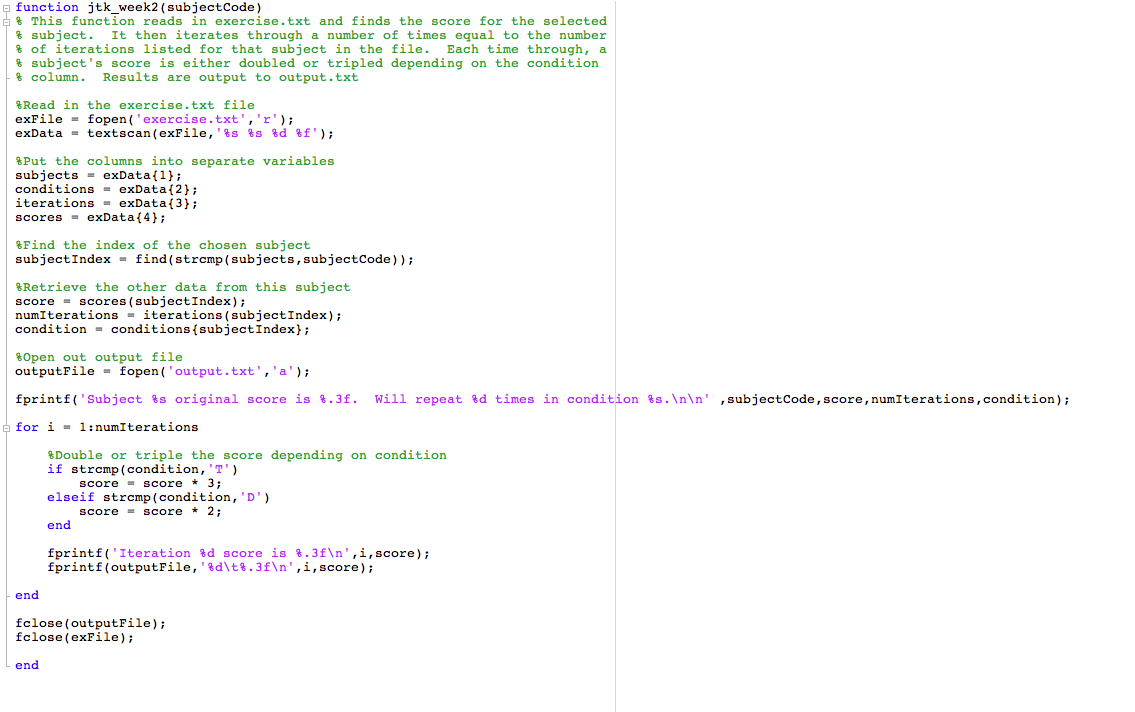 function jtk_week2(subjectCode)
% This function reads in exercise.txt and finds the score for the selected
% subject.  It then iterates through a number of times equal to the number
% of iterations listed for that subject in the file.  Each time through, a
% subject's score is either doubled or tripled depending on the condition
% column.  Results are output to output.txt
%Read in the exercise.txt file
exFile = fopen('exercise.txt','r');
exData = textscan(exFile,'%s %s %d %f');
%Put the columns into separate variables
subjects = exData{1};
conditions = exData{2};
iterations = exData{3};
scores = exData{4};
%Find the index of the chosen subject
subjectIndex = find(strcmp(subjects,subjectCode));
%Retrieve the other data from this subject
score = scores(subjectIndex);
numIterations = iterations(subjectIndex);
condition = conditions{subjectIndex};
%Open out output file
outputFile = fopen('output.txt','a');
fprintf('Subject %s original score is %.3f.  Will repeat %d times in condition %s.\n\n' ,subjectCode,score,numIterations,condition);
for i = 1:numIterations
    %Double or triple the score depending on condition
    if strcmp(condition,'T')
        score = score * 3;
    elseif strcmp(condition,'D')
        score = score * 2;
    end
    fprintf('Iteration %d score is %.3f\n',i,score);
    fprintf(outputFile,'%d\t%.3f\n',i,score);
end
fclose(outputFile);
fclose(exFile);
end